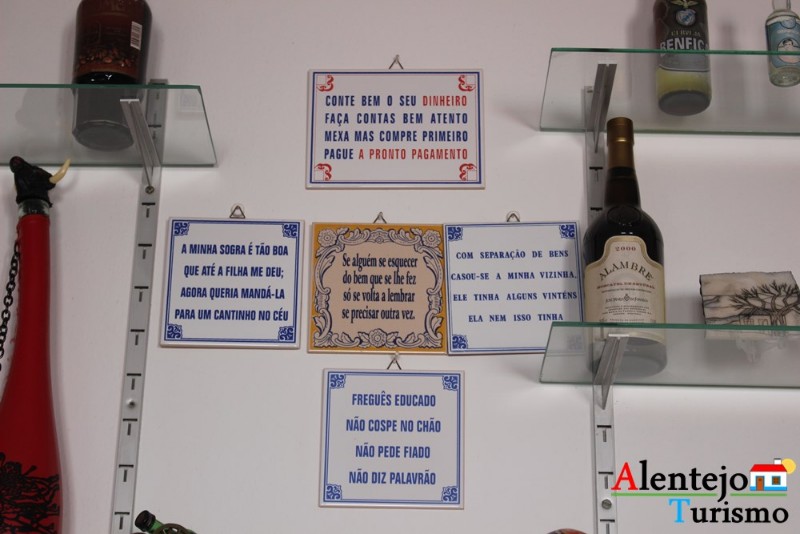 BENFICA
CONTE BEM O SEU DINHEIRO
FAÇA CONTAS BEM ATENTO
MEXA MAS COMPRE PRIMEIRO
PAGUE A PRONTO PAGAMENTO
A MINHA SOGRA É TÃO BOA
QUE ATÉ A FILHA ME DEU;
AGORA QUERIA MANDÁ-LA
PARA UM CANTINHO NO CÉU
Se alguém se esquecer
do bem que se lhe fez
só se volta a lembrar
se precisar outra vez.
COM SEPARAÇÃO DE BENS
CASOU-SE A MINHA VIZINHA.
ELE TINHA ALGUNS VINTÉNS
ELA NEM ISSO TINHA
2000
ALAMBRE
FREGUÊS EDUCADO
NÃO COSPE NO CHÃO
NÃO PEDE FIADO
NÃO DIZ PALAVRÃO
Alentejo
Turismo